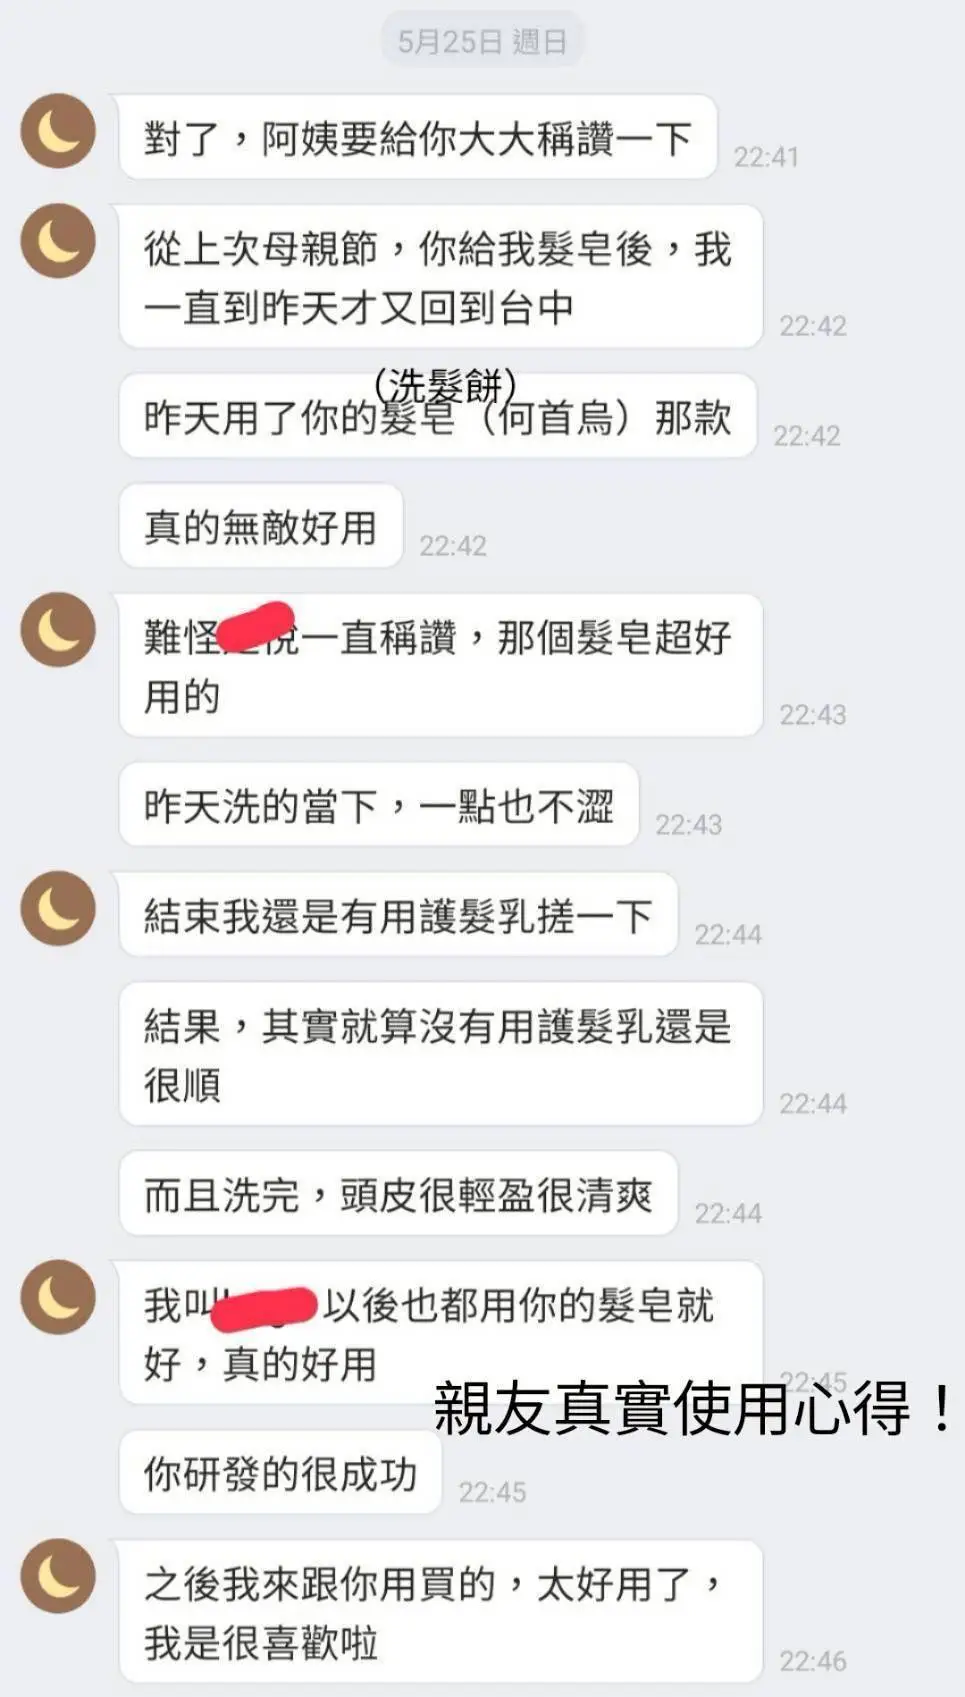 5月25日 週日
對了，阿姨要給你大大稱讚一下
22:41
從上次母親節，你給我髮皂後，我
一直到昨天才又回到台中
22:42
（洗髮餅）
昨天用了你的髮皂（何首烏）那款
22:42
真的無敵好用
22:42
難怪 悅一直稱讚，那個髮皂超好
用的
22:43
昨天洗的當下，一點也不澀
22:43
結束我還是有用護髮乳搓一下
22:44
結果，其實就算沒有用護髮乳還是
很順
22:44
而且洗完，頭皮很輕盈很清爽
22:44
我叫 以後也都用你的髮皂就
好，真的好用
22:45
親友真實使用心得！
你研發的很成功
22:45
之後我來跟你用買的，太好用了，
我是很喜歡啦
22:46